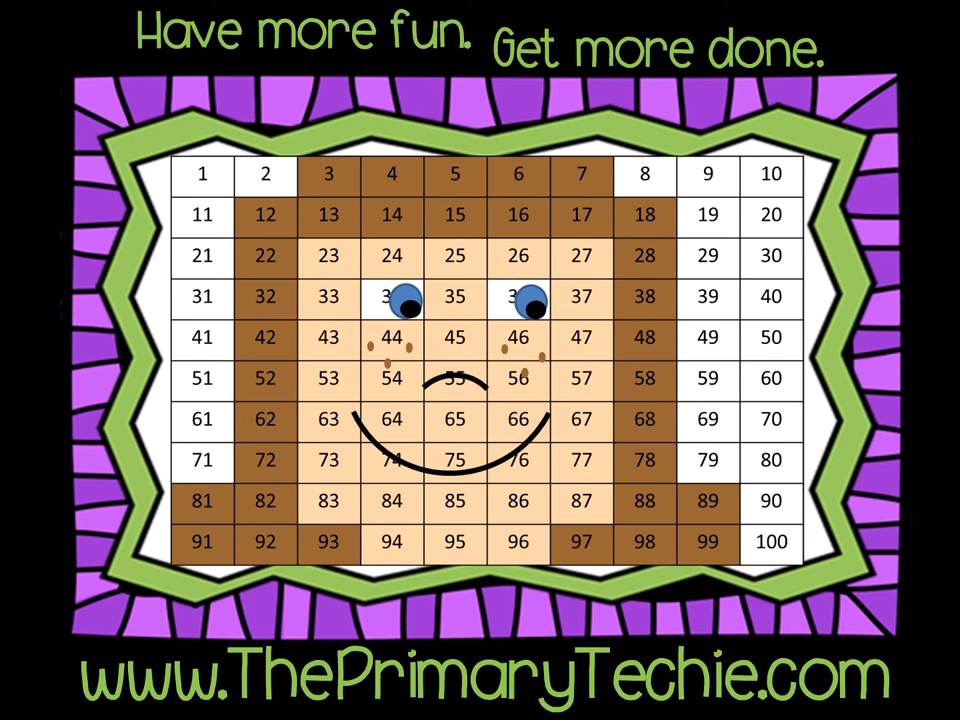 Have more fun. Get more done.
1 2 3 4 5 6 7 8 9 10
11 12 13 14 15 16 17 18 19 20
21 22 23 24 25 26 27 28 29 30
31 32 33 35 37 38 39 40
41 42 43 44 45 46 47 48 49 50
51 52 53 54 55 56 57 58 59 60
61 62 63 64 65 66 67 68 69 70
71 72 73 74 75 76 77 78 79 80
81 82 83 84 85 86 87 88 89 90
91 92 93 94 95 96 97 98 99 100
www.ThePrimaryTechie.com